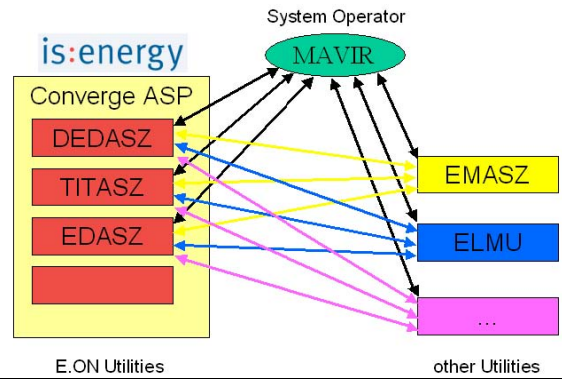 System Operator
is:energy
MAVIR
Converge ASP
DEDASZ
TITASZ
EDASZ
EMASZ
ELMU
...
E.ON Utilities
other Utilities